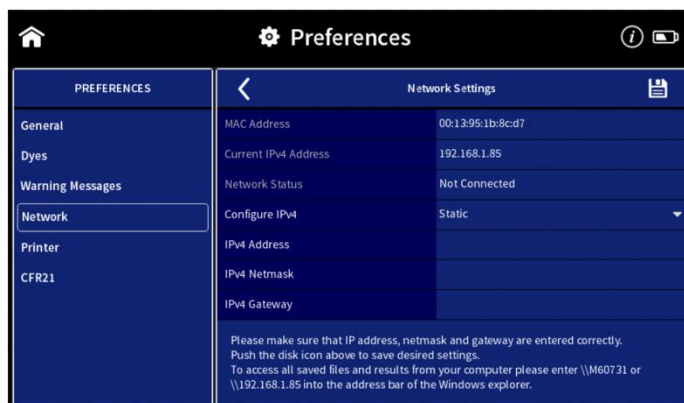 Preferences
PREFERENCES
General
Dyes
Warning Messages
Network
Printer
CFR21
Network Settings
MAC Address 00:13:95:1b:8c:d7
Current IPv4 Address 192.168.1.85
Network Status Not Connected
Configure IPv4 Static
IPv4 Address
IPv4 Netmask
IPv4 Gateway
Please make sure that IP address, netmask and gateway are entered correctly.
Push the disk icon above to save desired settings.
To access all saved files and results from your computer please enter \\M60731 or
\\192.168.1.85 into the address bar of the Windows explorer.